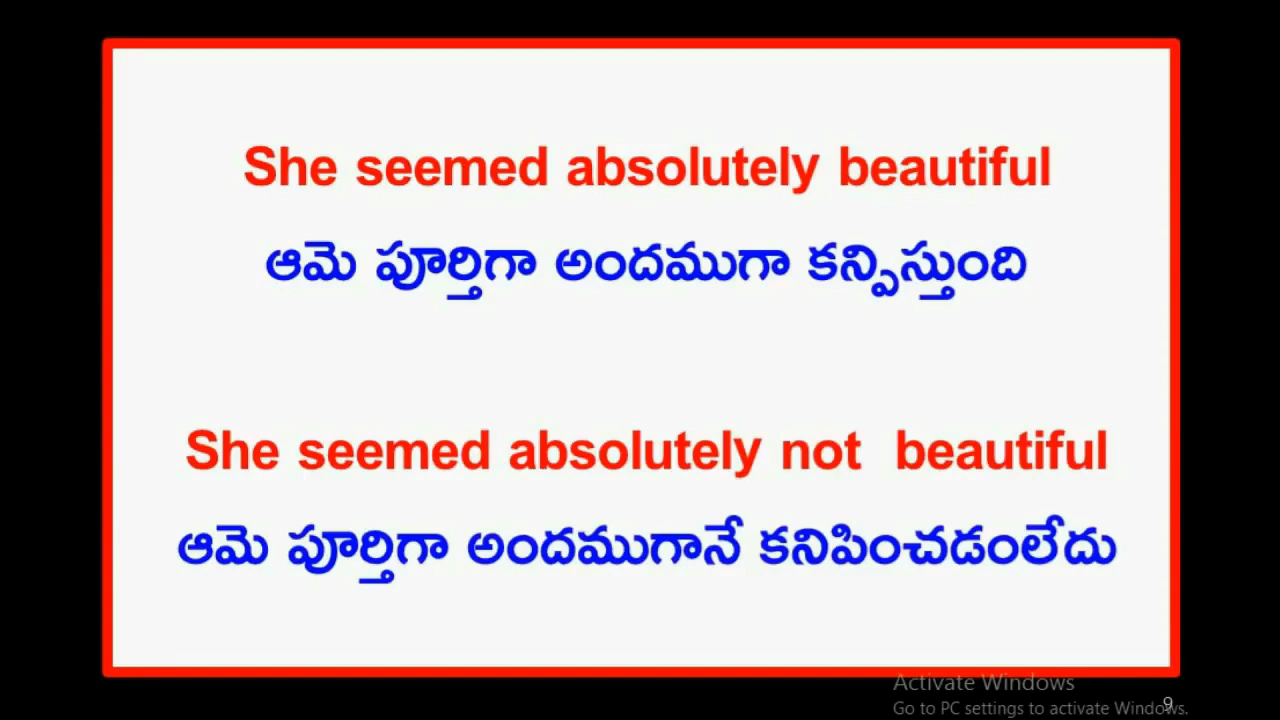 She seemed absolutely beautiful
ఆమె పూర్తిగా అందముగా కన్పిస్తుంది
She seemed absolutely not beautiful
ఆమె పూర్తిగా అందముగానే కనిపించడంలేదు
Activate Windows
9
Go to PC settings to activate Windows.